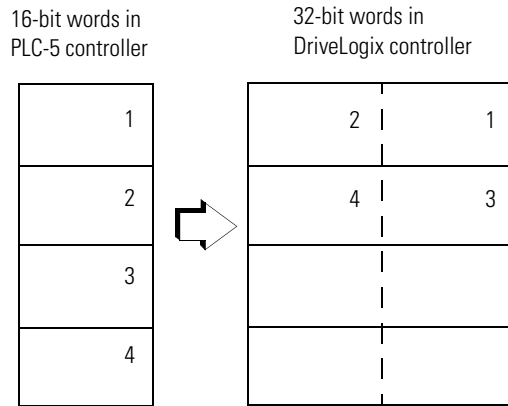 16-bit words in
PLC-5 controller
32-bit words in
DriveLogix controller
1
2
3
4
2 1
4 3